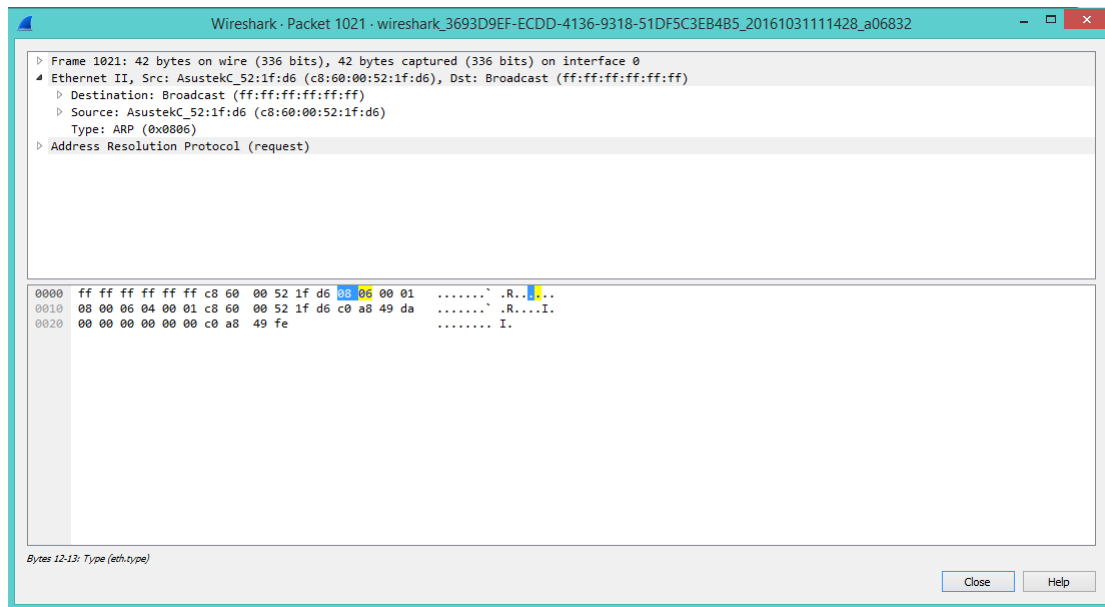 Wireshark · Packet 1021 · wireshark_3693D9EF-ECDD-4136-9318-51DF5C3EB4B5_20161031111428_a06832
Frame 1021: 42 bytes on wire (336 bits), 42 bytes captured (336 bits) on interface 0
Ethernet II, Src: AsustekC_52:1f:d6 (c8:60:00:52:1f:d6), Dst: Broadcast (ff:ff:ff:ff:ff:ff)
Destination: Broadcast (ff:ff:ff:ff:ff:ff)
Source: AsustekC_52:1f:d6 (c8:60:00:52:1f:d6)
Type: ARP (0x0806)
Address Resolution Protocol (request)
0000 ff ff ff ff ff ff c8 60 00 52 1f d6 08 06 00 01 .......` .R......
0010 08 00 06 04 00 01 c8 60 00 52 1f d6 c0 a8 49 da .......` .R....I.
0020 00 00 00 00 00 00 c0 a8 49 fe ........ I.
Bytes 12-13: Type (eth.type)
Close Help